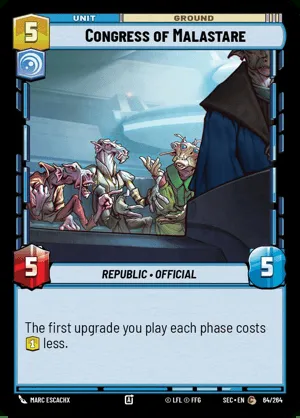 UNIT GROUND
5 CONGRESS OF MALASTARE
5 5
REPUBLIC • OFFICIAL
The first upgrade you play each phase costs
1 less.
MARC ESCACHX © LFL © FFG SEC • EN C 64/264